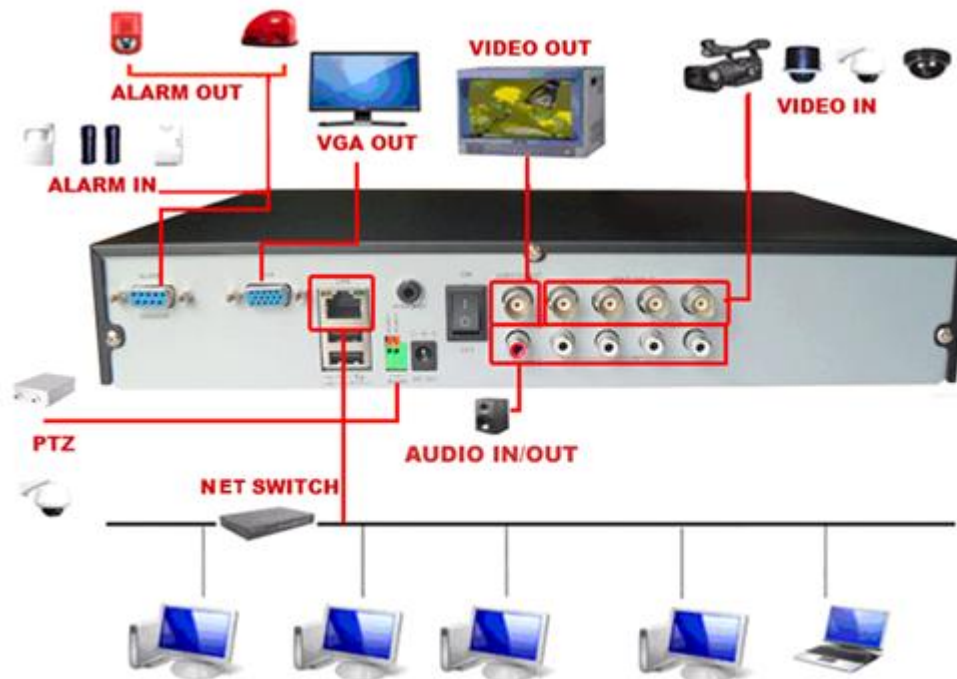 ALARM OUT
VGA OUT
VIDEO OUT
VIDEO IN
ALARM IN
PTZ
AUDIO IN/OUT
NET SWITCH